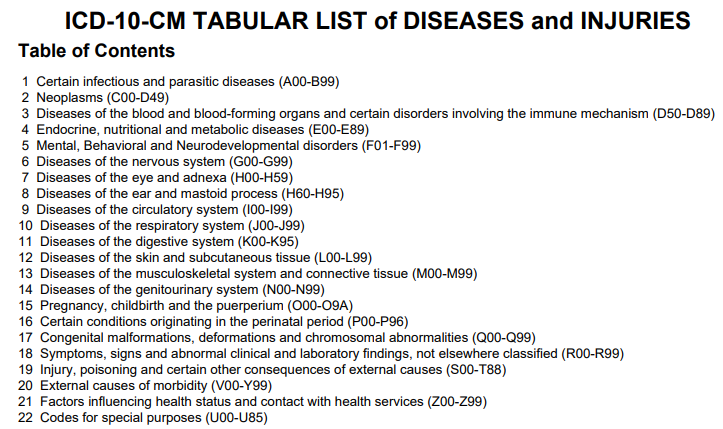 ICD-10-CM TABULAR LIST of DISEASES and INJURIES
Table of Contents
1 Certain infectious and parasitic diseases (A00-B99)
2 Neoplasms (C00-D49)
3 Diseases of the blood and blood-forming organs and certain disorders involving the immune mechanism (D50-D89)
4 Endocrine, nutritional and metabolic diseases (E00-E89)
5 Mental, Behavioral and Neurodevelopmental disorders (F01-F99)
6 Diseases of the nervous system (G00-G99)
7 Diseases of the eye and adnexa (H00-H59)
8 Diseases of the ear and mastoid process (H60-H95)
9 Diseases of the circulatory system (I00-I99)
10 Diseases of the respiratory system (J00-J99)
11 Diseases of the digestive system (K00-K95)
12 Diseases of the skin and subcutaneous tissue (L00-L99)
13 Diseases of the musculoskeletal system and connective tissue (M00-M99)
14 Diseases of the genitourinary system (N00-N99)
15 Pregnancy, childbirth and the puerperium (O00-O9A)
16 Certain conditions originating in the perinatal period (P00-P96)
17 Congenital malformations, deformations and chromosomal abnormalities (Q00-Q99)
18 Symptoms, signs and abnormal clinical and laboratory findings, not elsewhere classified (R00-R99)
19 Injury, poisoning and certain other consequences of external causes (S00-T88)
20 External causes of morbidity (V00-Y99)
21 Factors influencing health status and contact with health services (Z00-Z99)
22 Codes for special purposes (U00-U85)